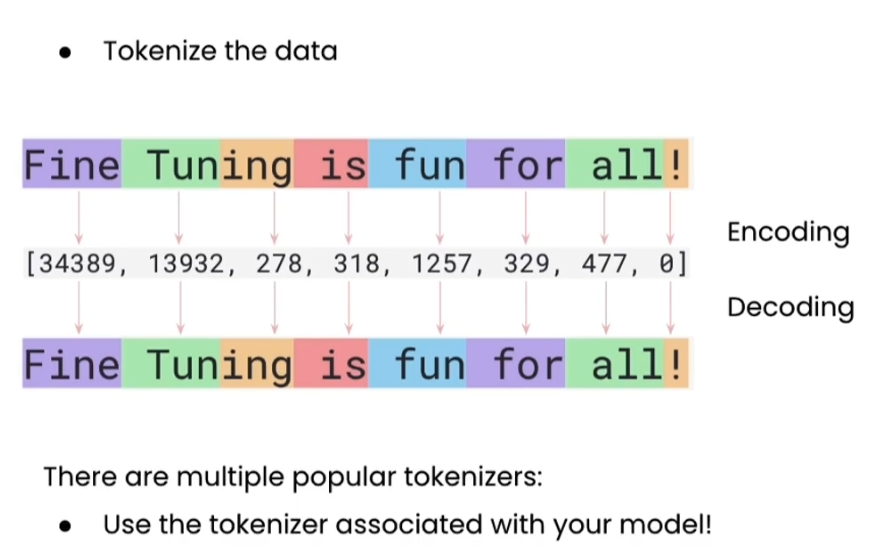 Tokenize the data
Fine Tuning is fun for all!
Encoding
[34389, 13932, 278, 318, 1257, 329, 477, 0]
Decoding
Fine Tuning is fun for all!
There are multiple popular tokenizers:
Use the tokenizer associated with your model!